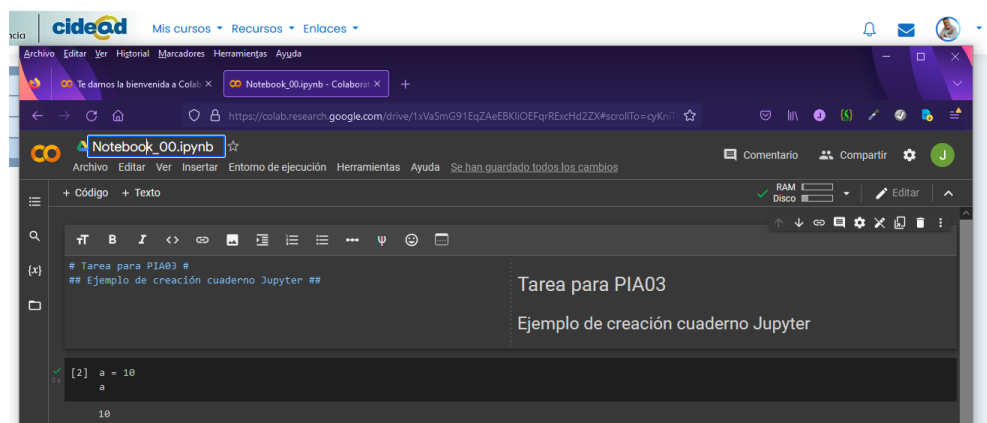 ncia
cidead Mis cursos Recursos Enlaces
Archivo Editar Ver Historial Marcadores Herramientas Ayuda
Te damos la bienvenida a Colab Notebook_00.ipynb - Colaborat
https://colab.research.google.com/drive/1xVaSmG91EqZAeEBKIiOEFqrRExcHd2ZX#scrollTo=cyKniT
Notebook_00.ipynb
Comentario Compartir J
Archivo Editar Ver Insertar Entorno de ejecución Herramientas Ayuda Se han guardado todos los cambios
+ Código + Texto
RAM
Disco
Editar
# Tarea para PIA03 #
## Ejemplo de creación cuaderno Jupyter ##
Tarea para PIA03
Ejemplo de creación cuaderno Jupyter
[2] a = 10
a
0 s
10